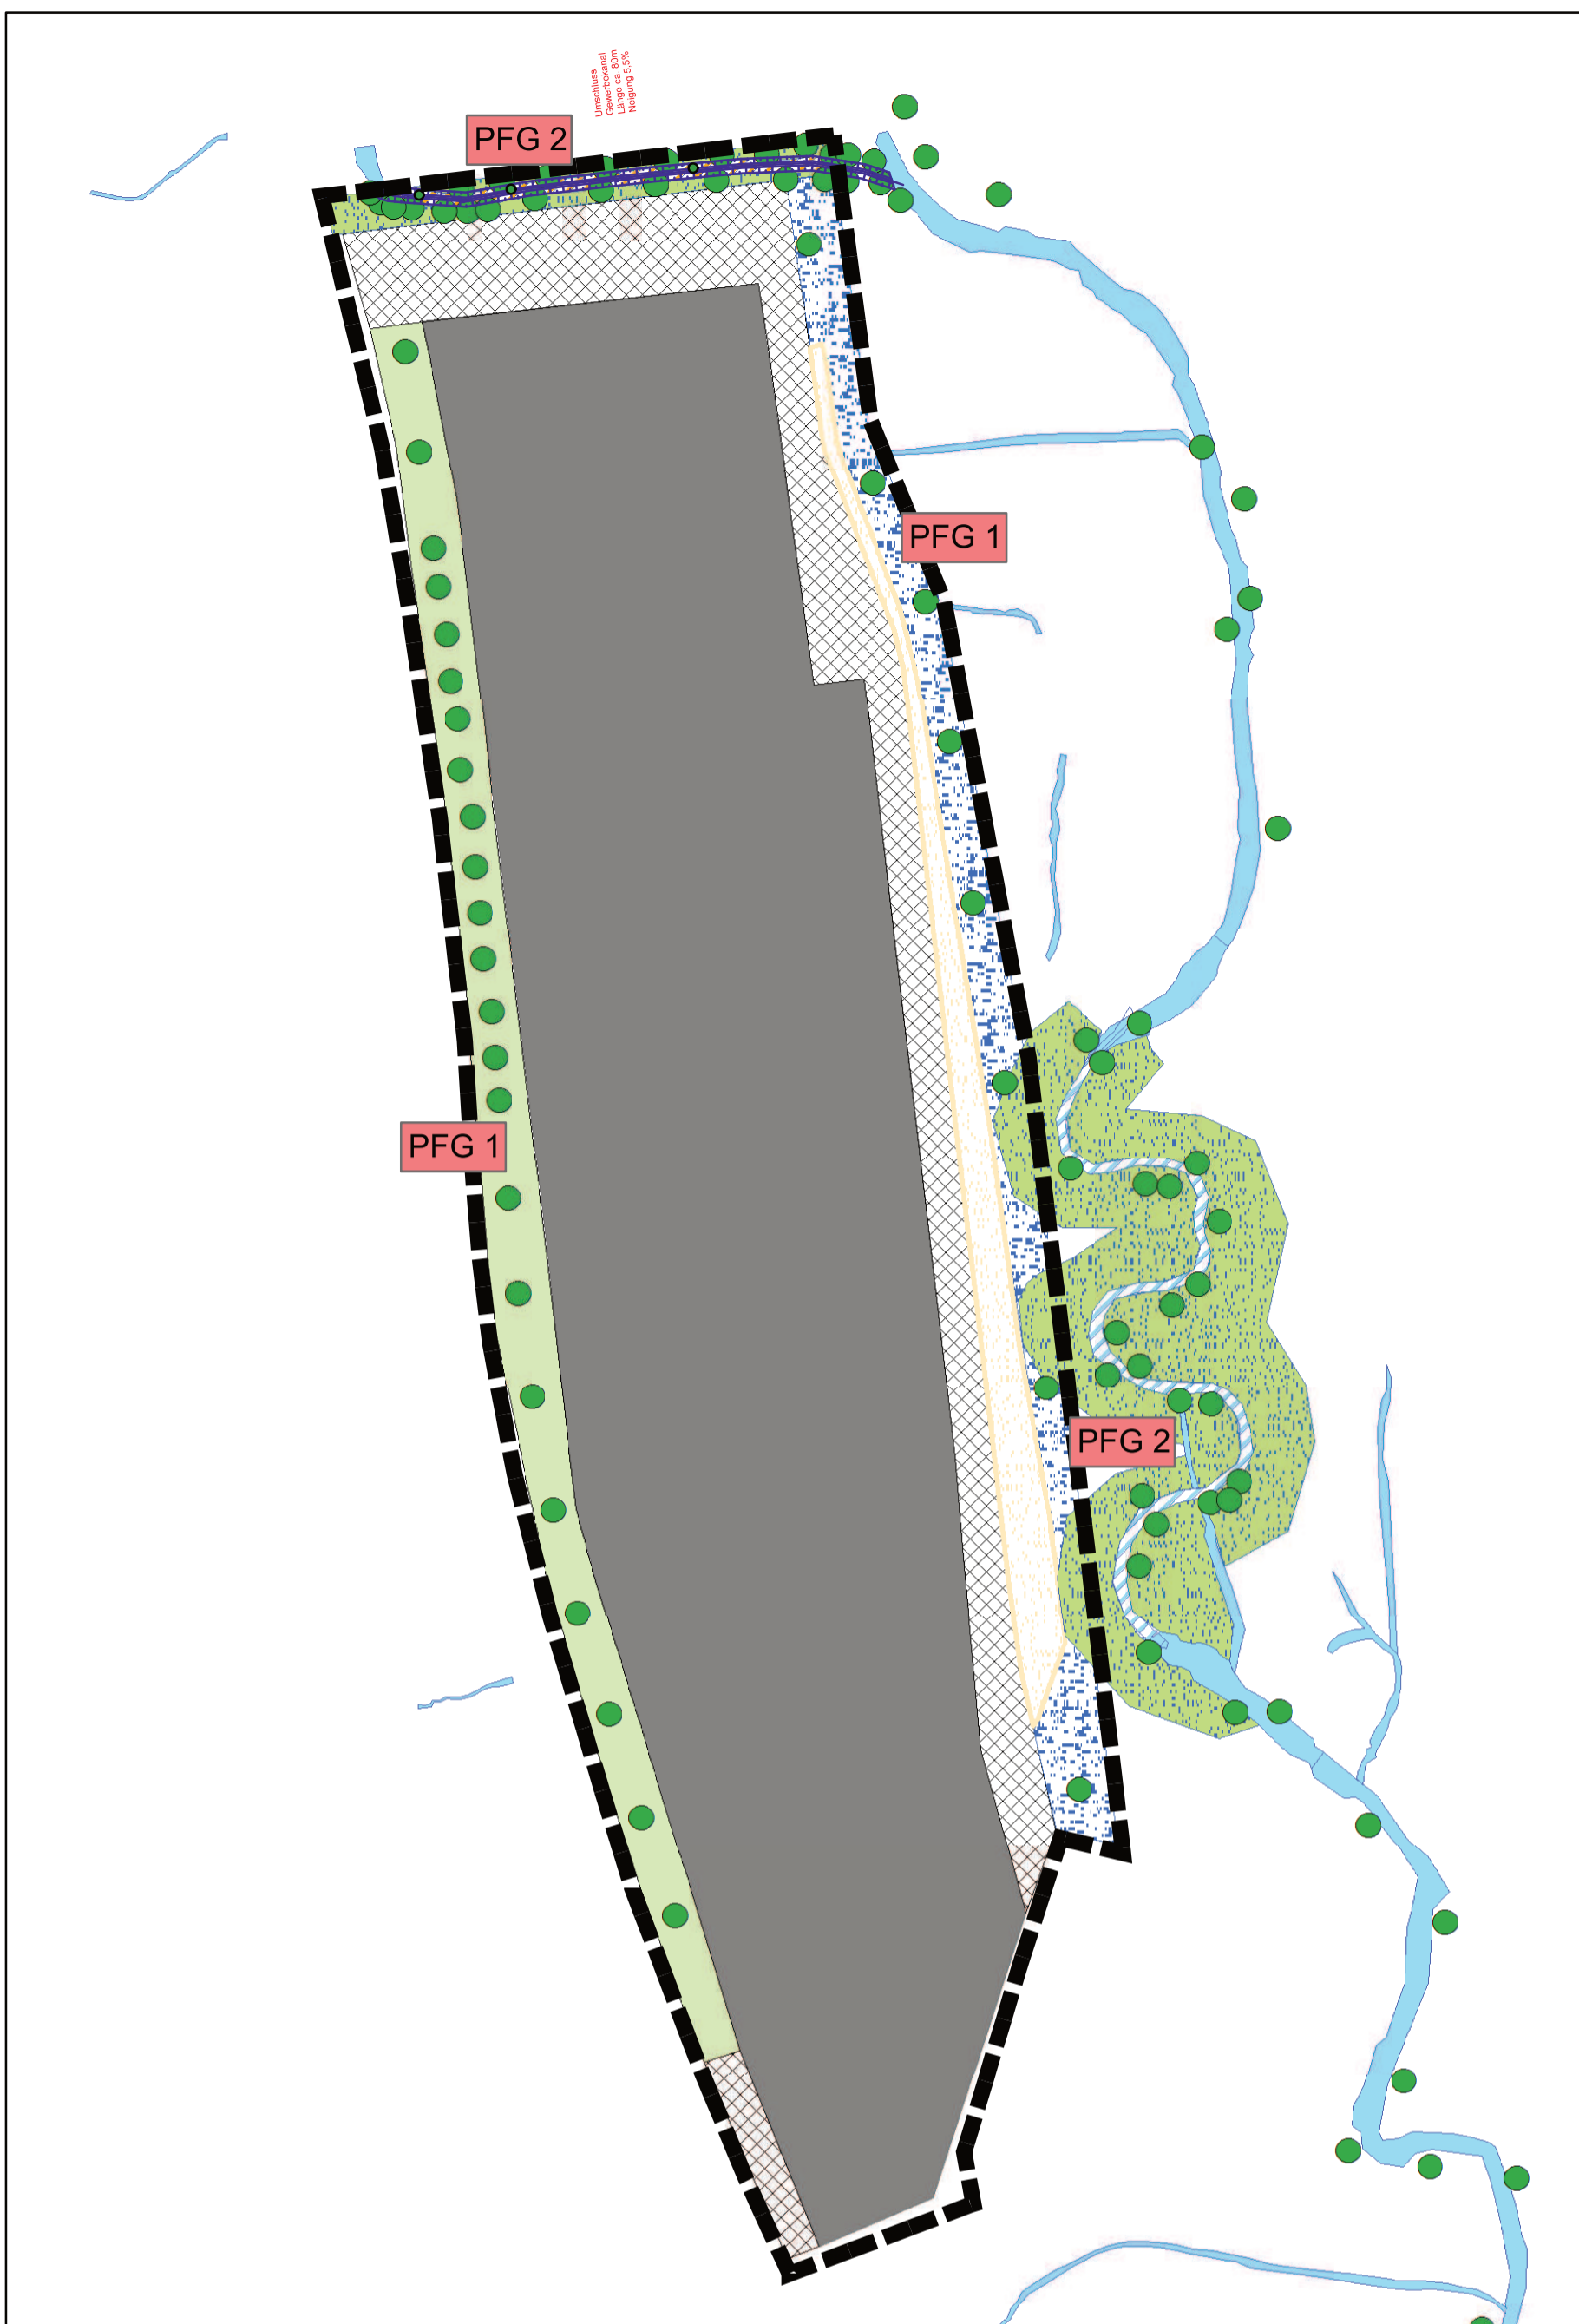 Umschluss
Gewerbekanal
Länge ca. 80m
Neigung 5,5%
PFG 2
PFG 1
PFG 1
PFG 2